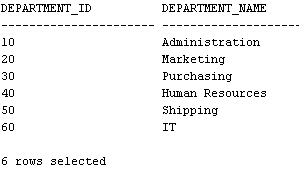 DEPARTMENT_ID DEPARTMENT_NAME
---------------------- ------------------------------
10 Administration
20 Marketing
30 Purchasing
40 Human Resources
50 Shipping
60 IT
6 rows selected